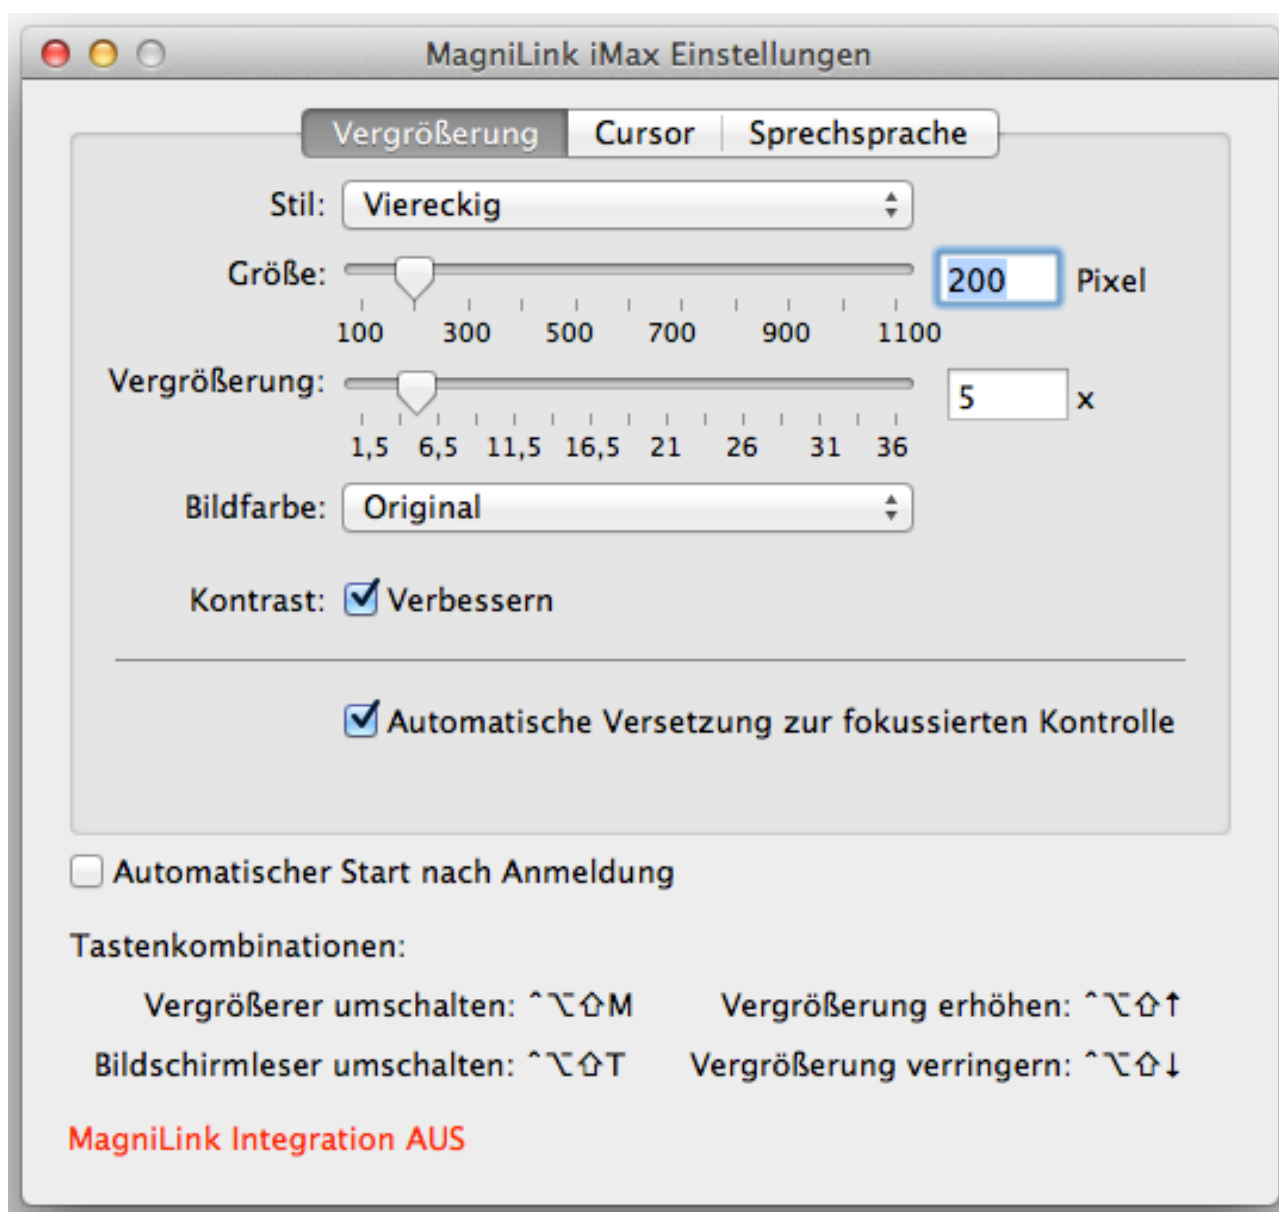 MagniLink iMax Einstellungen
Vergrößerung Cursor Sprechsprache
Stil: Viereckig
Größe: 200 Pixel
100 300 500 700 900 1100
Vergrößerung: 5 x
1,5 6,5 11,5 16,5 21 26 31 36
Bildfarbe: Original
Kontrast: Verbessern
Automatische Versetzung zur fokussierten Kontrolle
Automatischer Start nach Anmeldung
Tastenkombinationen:
Vergrößerer umschalten: ⌃⌥⇧M Vergrößerung erhöhen: ⌃⌥⇧↑
Bildschirmleser umschalten: ⌃⌥⇧T Vergrößerung verringern: ⌃⌥⇧↓
MagniLink Integration AUS